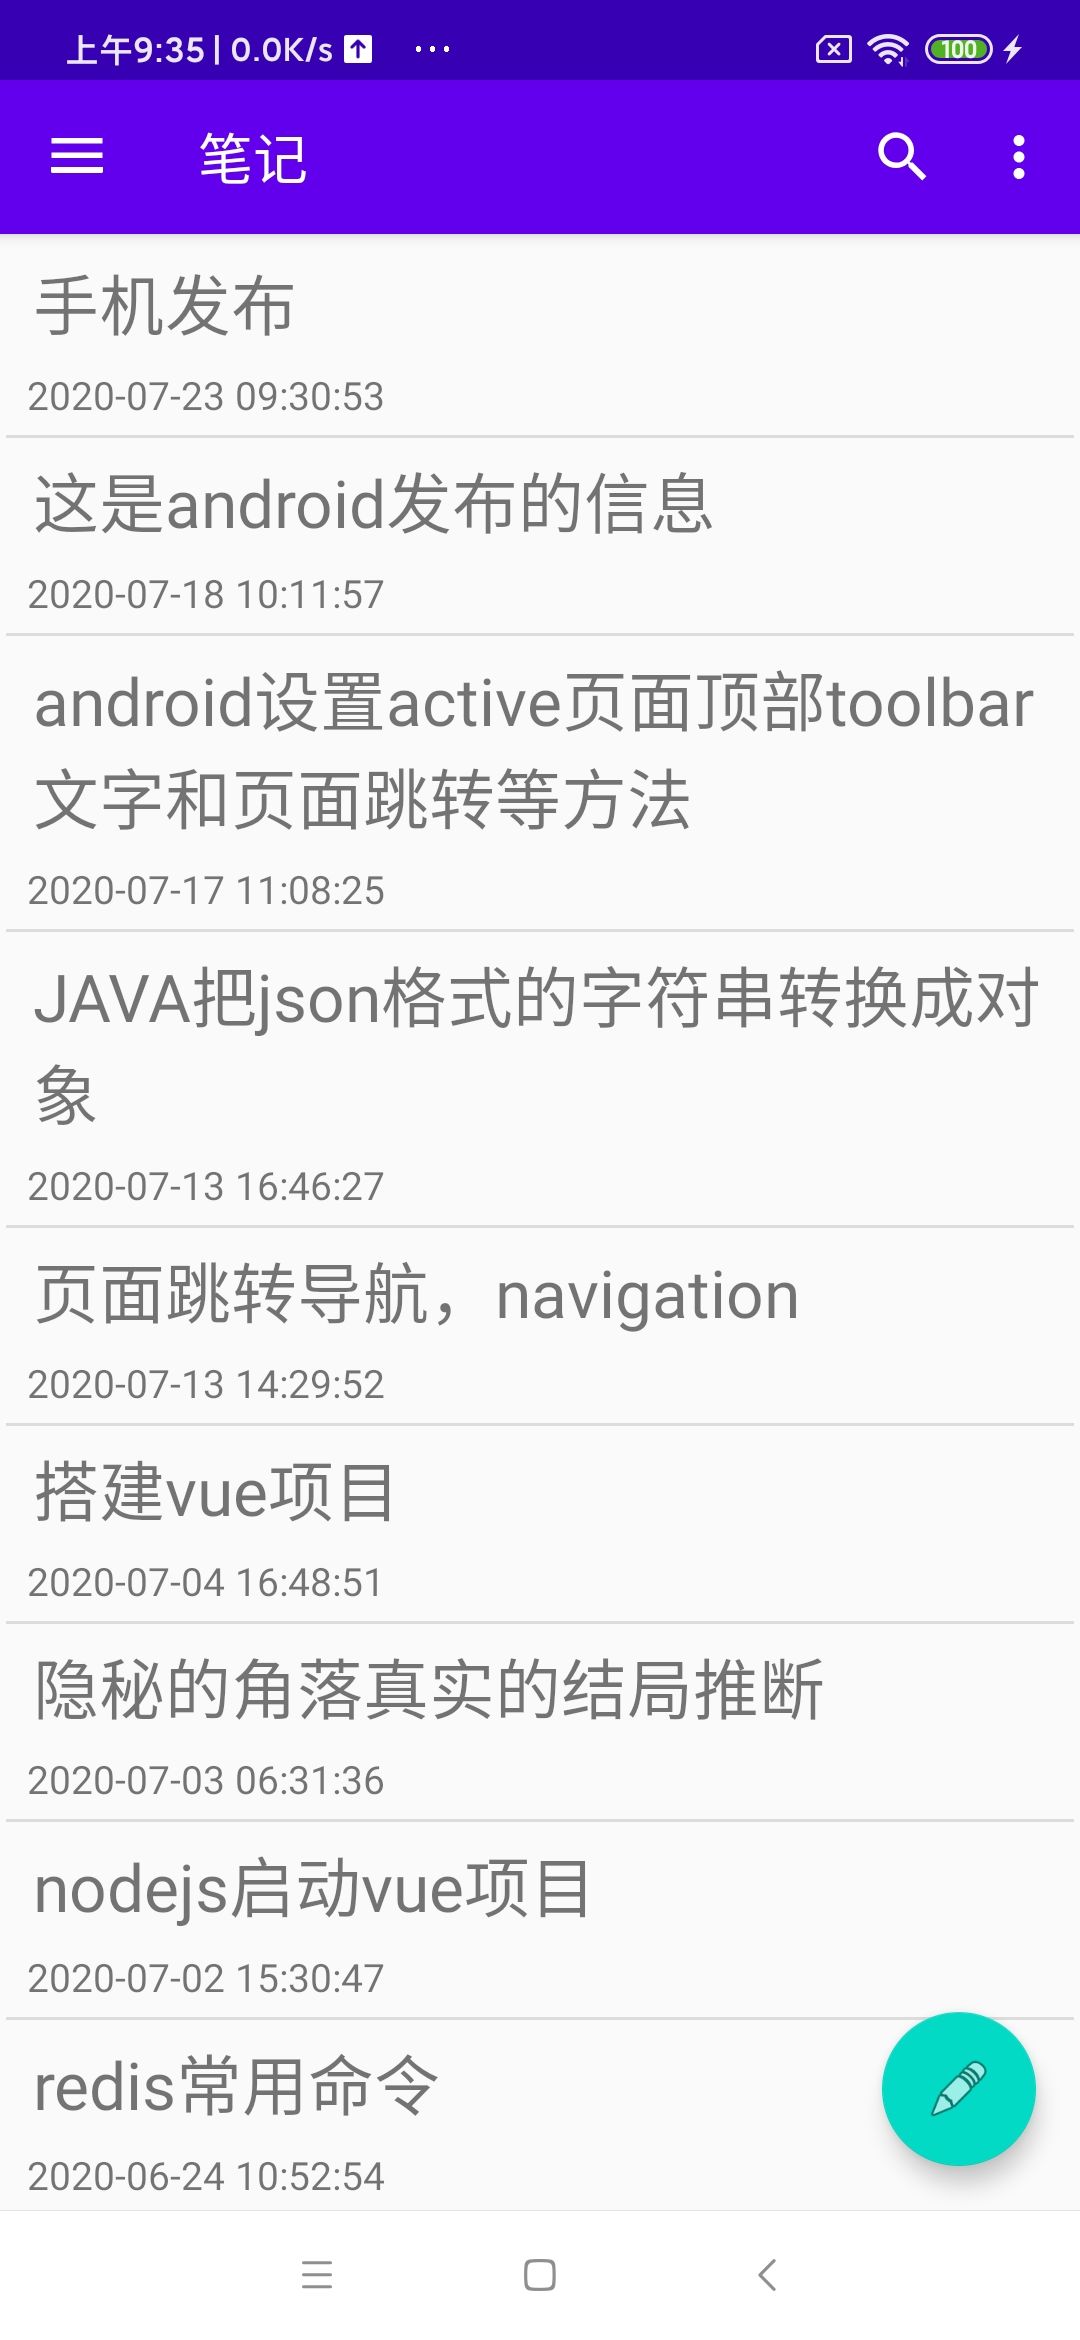 上午9:35 | 0.0K/s ...
100
笔记
手机发布
2020-07-23 09:30:53
这是android发布的信息
2020-07-18 10:11:57
android设置active页面顶部toolbar
文字和页面跳转等方法
2020-07-17 11:08:25
JAVA把json格式的字符串转换成对
象
2020-07-13 16:46:27
页面跳转导航，navigation
2020-07-13 14:29:52
搭建vue项目
2020-07-04 16:48:51
隐秘的角落真实的结局推断
2020-07-03 06:31:36
nodejs启动vue项目
2020-07-02 15:30:47
redis常用命令
2020-06-24 10:52:54